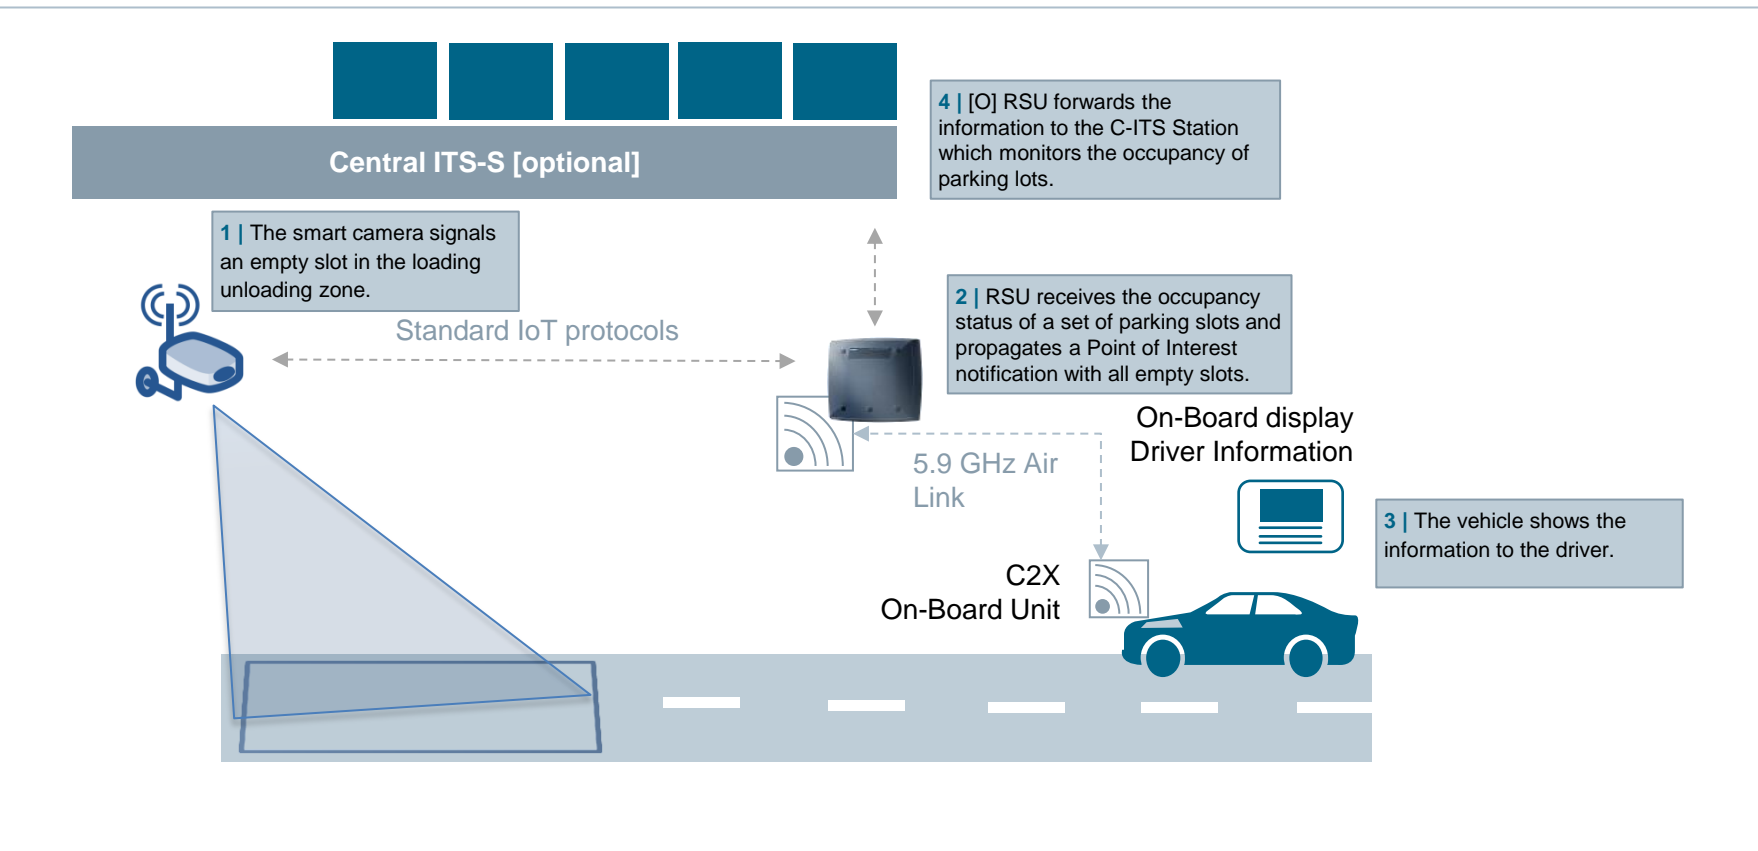 Central ITS-S [optional]
4 | [O] RSU forwards the
information to the C-ITS Station
which monitors the occupancy of
parking lots.
1 | The smart camera signals
an empty slot in the loading
unloading zone.
Standard IoT protocols
2 | RSU receives the occupancy
status of a set of parking slots and
propagates a Point of Interest
notification with all empty slots.
On-Board display
Driver Information
5.9 GHz Air
Link
3 | The vehicle shows the
information to the driver.
C2X
On-Board Unit